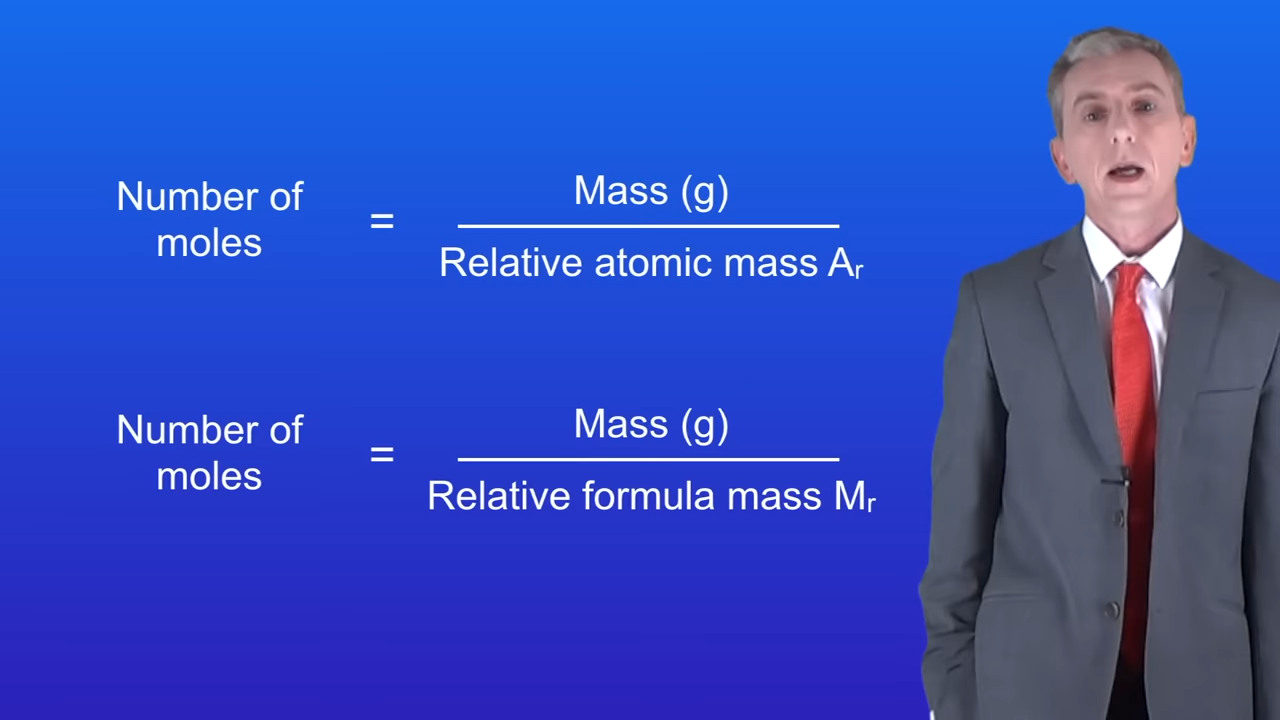 Number of
moles
=
Mass (g)
Relative atomic mass Aᵣ
Number of
moles
=
Mass (g)
Relative formula mass Mᵣ